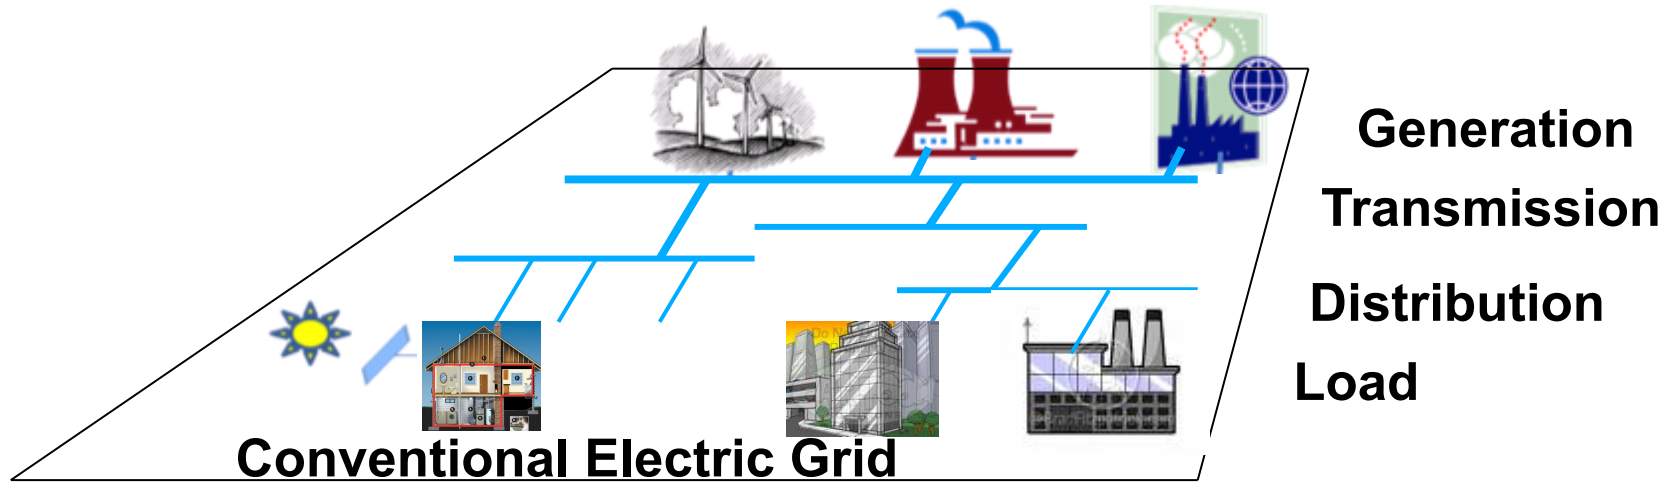 Generation
Transmission
Distribution
Load
Conventional Electric Grid